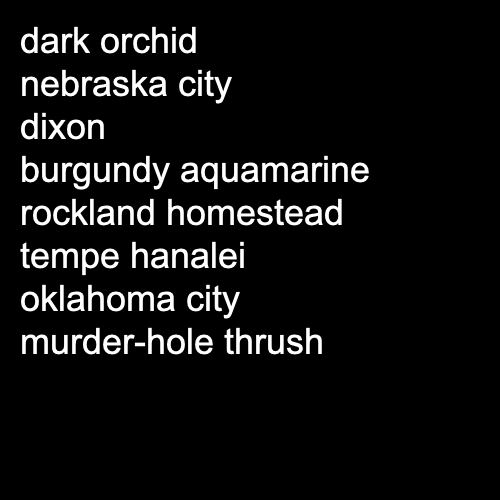 dark orchid
nebraska city
dixon
burgundy aquamarine
rockland homestead
tempe hanalei
oklahoma city
murder-hole thrush